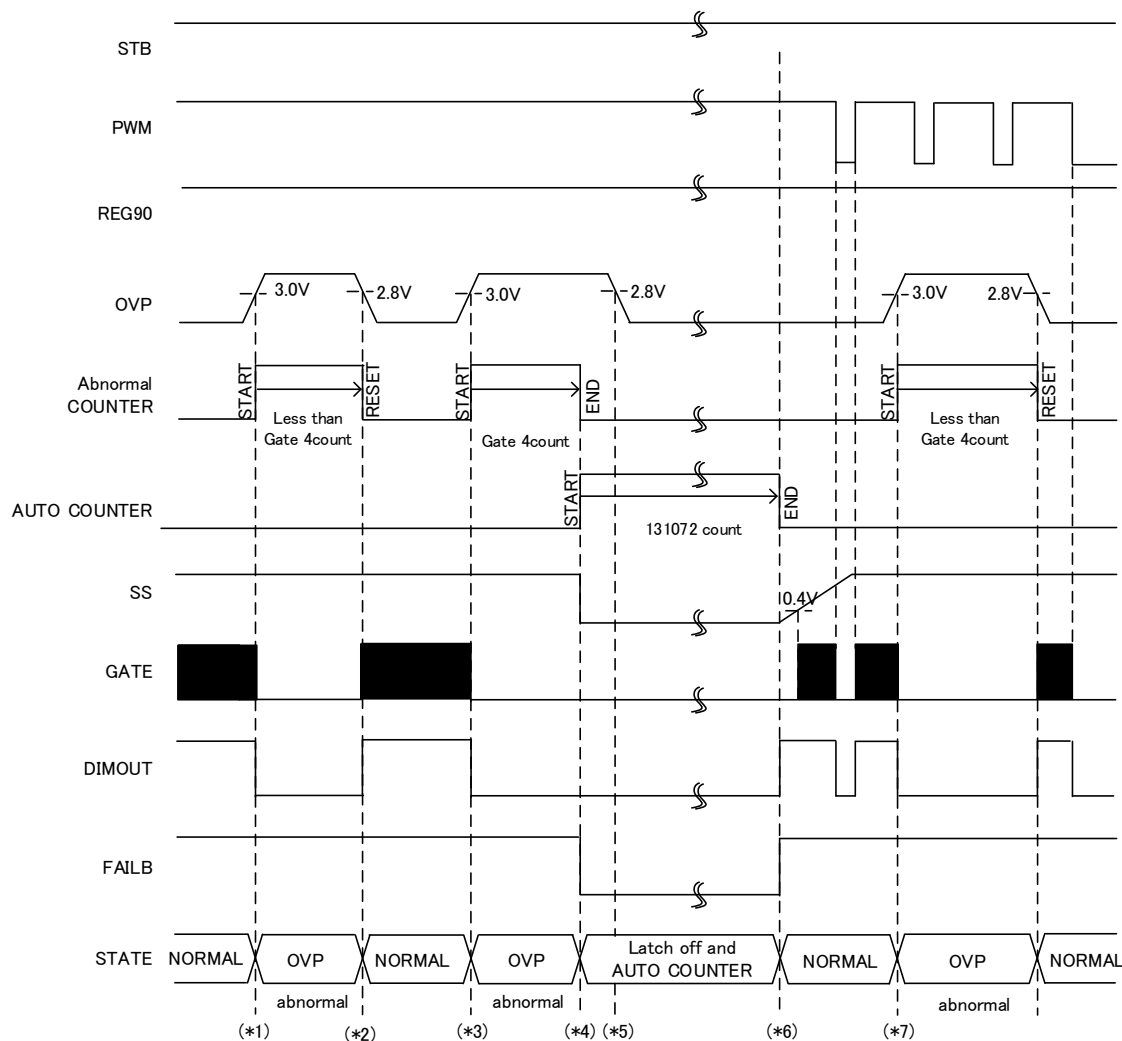 STB
PWM
REG90
OVP
3.0V
2.8V
3.0V
2.8V
3.0V
2.8V
Abnormal
COUNTER
START
RESET
START
END
START
RESET
Less than
Gate 4count
Gate 4count
Less than
Gate 4count
AUTO COUNTER
START
END
131072 count
SS
0.4V
GATE
DIMOUT
FAILB
STATE
NORMAL
OVP
NORMAL
OVP
Latch off and
AUTO COUNTER
NORMAL
OVP
NORMAL
abnormal
abnormal
abnormal
(*1)
(*2)
(*3)
(*4)
(*5)
(*6)
(*7)